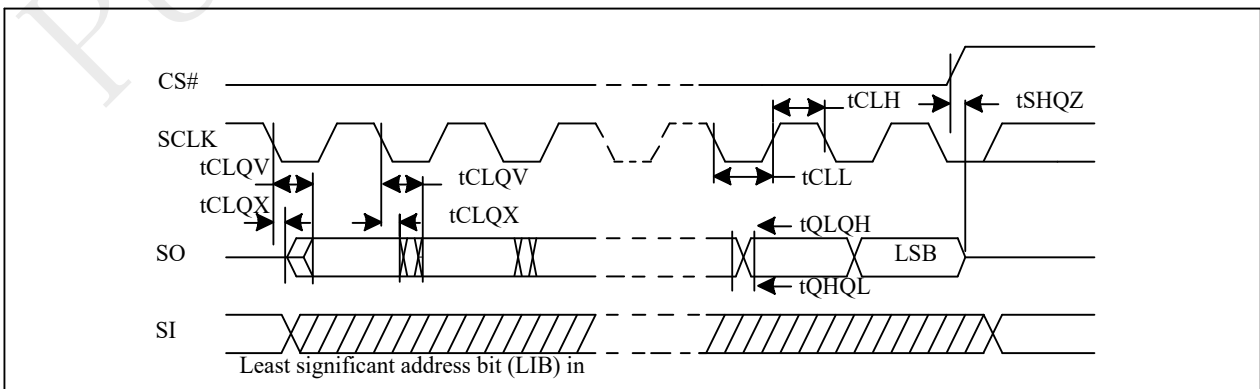 CS#
tCLH
tSHQZ
SCLK
tCLQV
tCLQV
tCLL
tCLQX
tCLQX
tQLQH
SO
LSB
tQHQL
SI
Least significant address bit (LIB) in